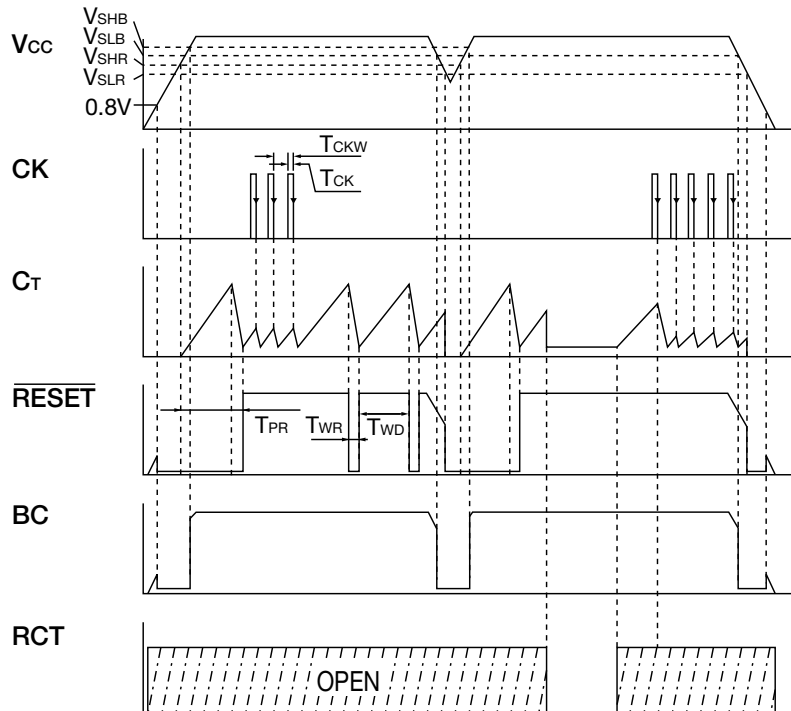 VSHB
VSLB
VCC
VSHR
VSLR
0.8V
CK
TCKW
TCK
CT
RESET
TPR
TWR
TWD
BC
RCT
OPEN